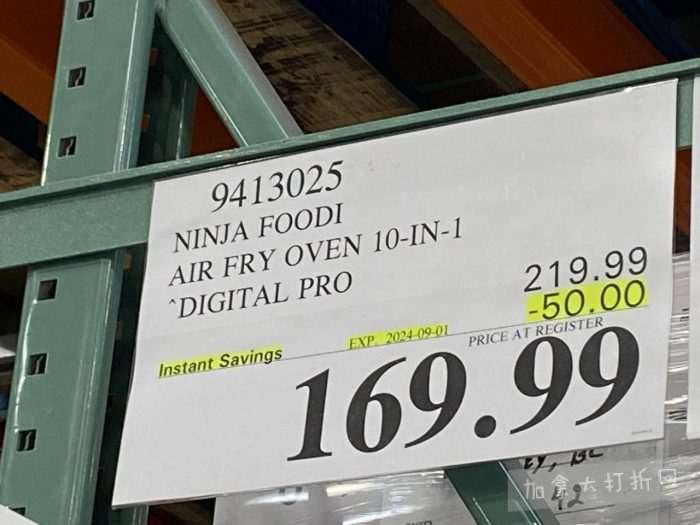 9413025
NINJA FOODI
AIR FRY OVEN 10-IN-1
^DIGITAL PRO
219.99
-50.00
EXP. 2024-09-01
PRICE AT REGISTER
Instant Savings
169.99
加拿大打折网